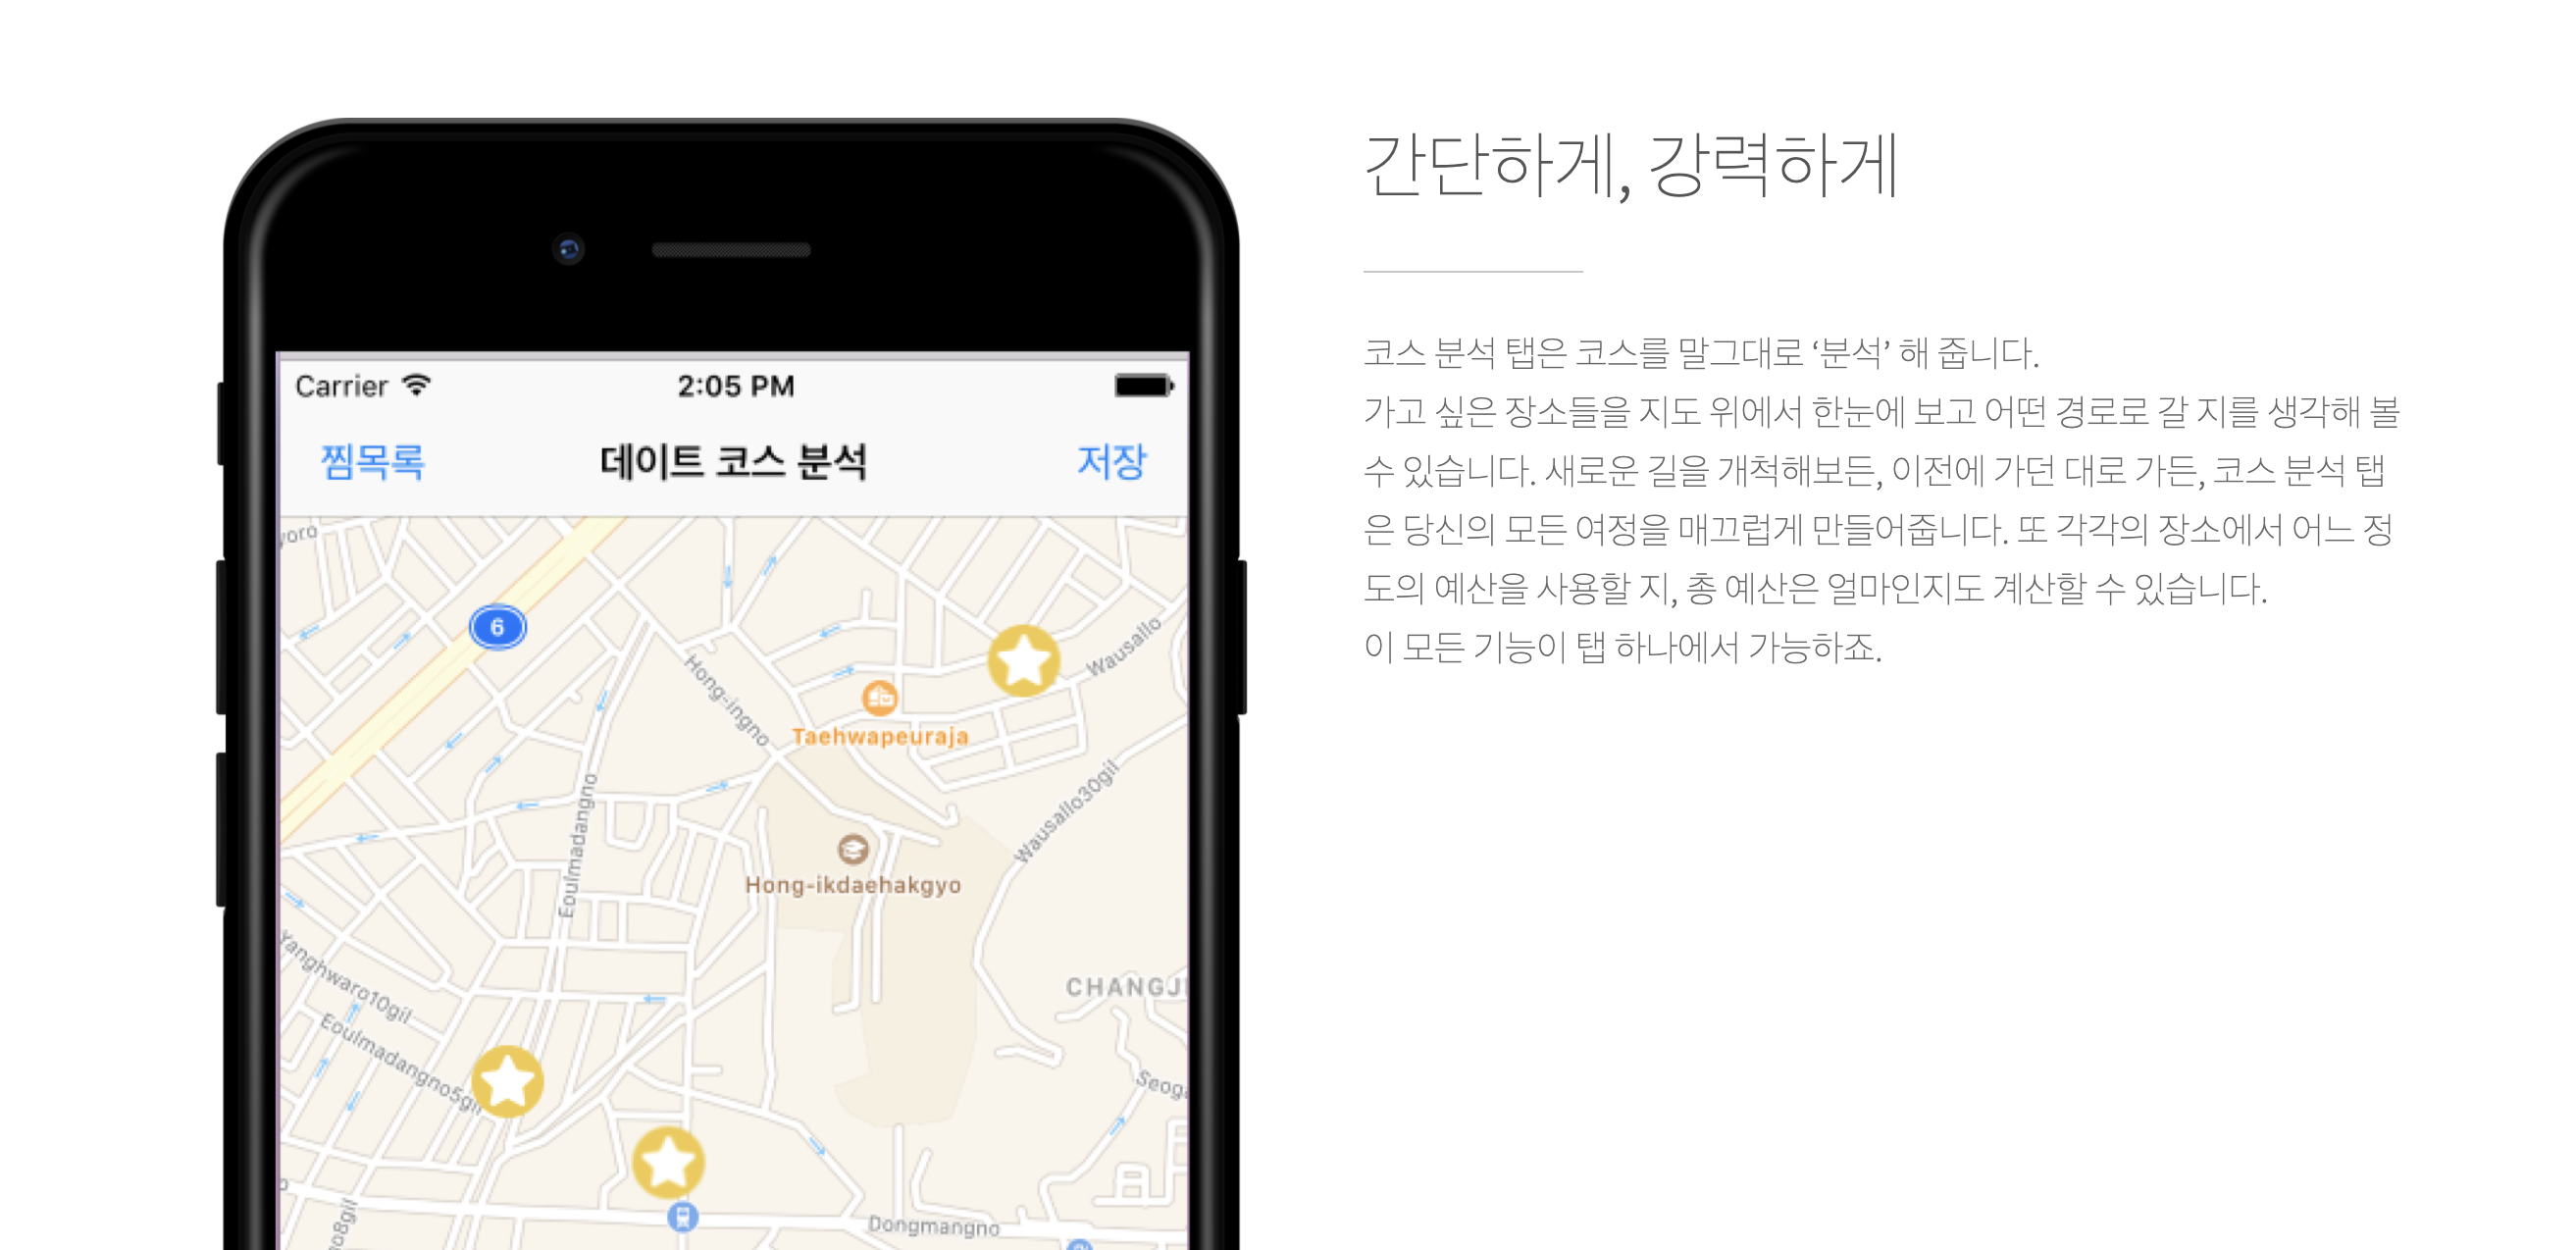 간단하게, 강력하게
코스 분석 탭은 코스를 말그대로 ‘분석’ 해 줍니다.
가고 싶은 장소들을 지도 위에서 한눈에 보고 어떤 경로로 갈 지를 생각해 볼
수 있습니다. 새로운 길을 개척해보든, 이전에 가던 대로 가든, 코스 분석 탭
은 당신의 모든 여정을 매끄럽게 만들어줍니다. 또 각각의 장소에서 어느 정
도의 예산을 사용할 지, 총 예산은 얼마인지도 계산할 수 있습니다.
이 모든 기능이 탭 하나에서 가능하죠.
Carrier 2:05 PM
찜목록 데이트 코스 분석 저장
yoro
6
Hong-ingno
Wausallo
Taehwapeuraja
Wausallo30gil
Eoulmadangno
Hong-ikdaehakgyo
Yanghwaro10gil
CHANGJ
Eoulmadangno5gil
Seoga
Dongmangno
o8gil